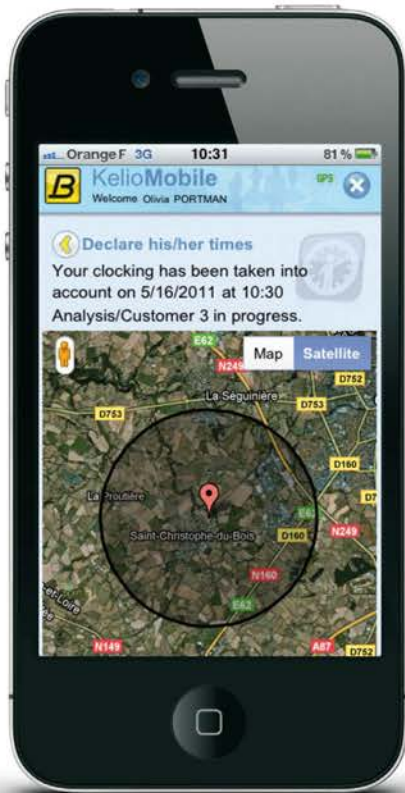 Orange F 3G 10:31 81 %
B KelioMobile GPS
Welcome Olivia PORTMAN
Declare his/her times
Your clocking has been taken into
account on 5/16/2011 at 10:30
Analysis/Customer 3 in progress.
E62
Map Satellite
N249
D752
La Séguinière
D753 D753
D160
La Proutière
Saint-Christophe-du-Bois
D160
N249
N160
E62
N149
A87
D752